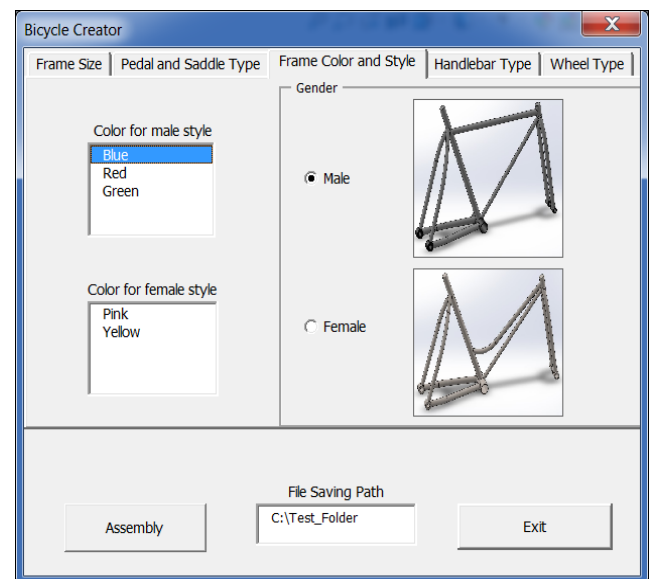 Bicycle Creator
Frame Size Pedal and Saddle Type Frame Color and Style Handlebar Type Wheel Type
Gender
Color for male style
Blue
Red
Green
Male
Color for female style
Pink
Yellow
Female
File Saving Path
Assembly
C:\Test_Folder
Exit